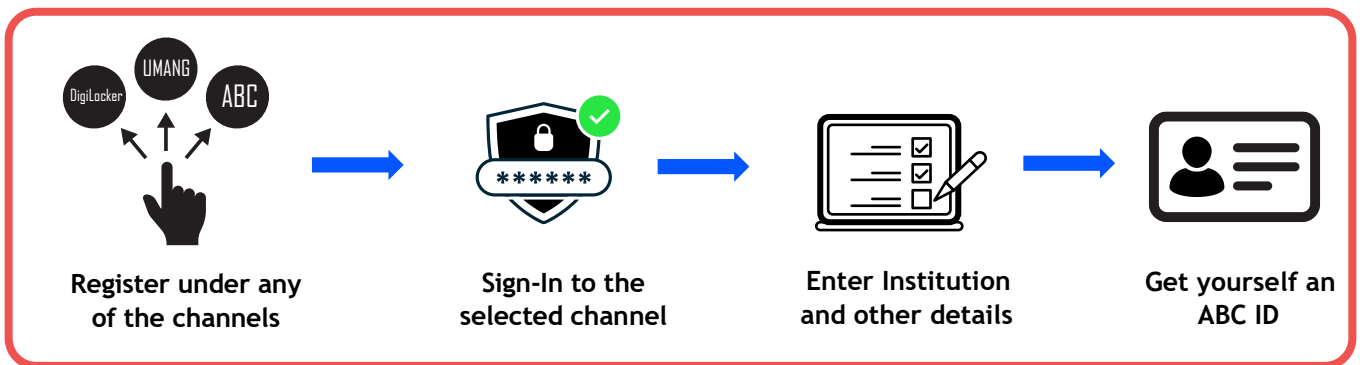 UMANG
DigiLocker
ABC
******
Register under any
of the channels
Sign-In to the
selected channel
Enter Institution
and other details
Get yourself an
ABC ID